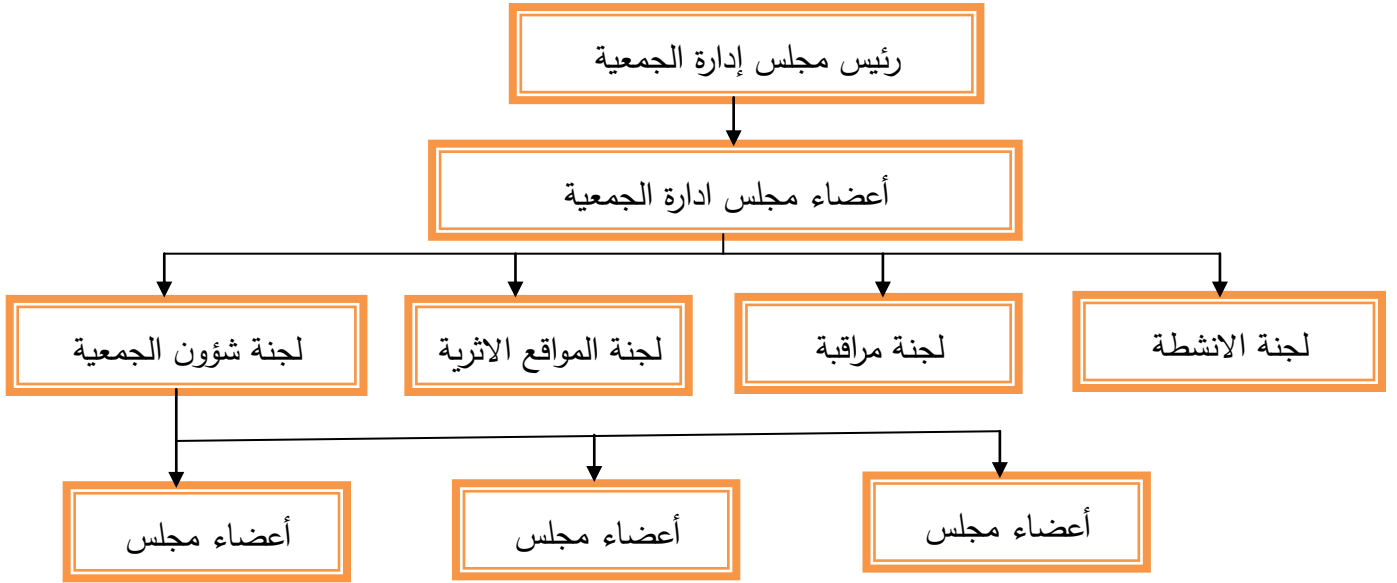 رئيس مجلس إدارة الجمعية
أعضاء مجلس ادارة الجمعية
لجنة الانشطة
لجنة مراقبة
لجنة المواقع الاثرية
لجنة شؤون الجمعية
أعضاء مجلس
أعضاء مجلس
أعضاء مجلس